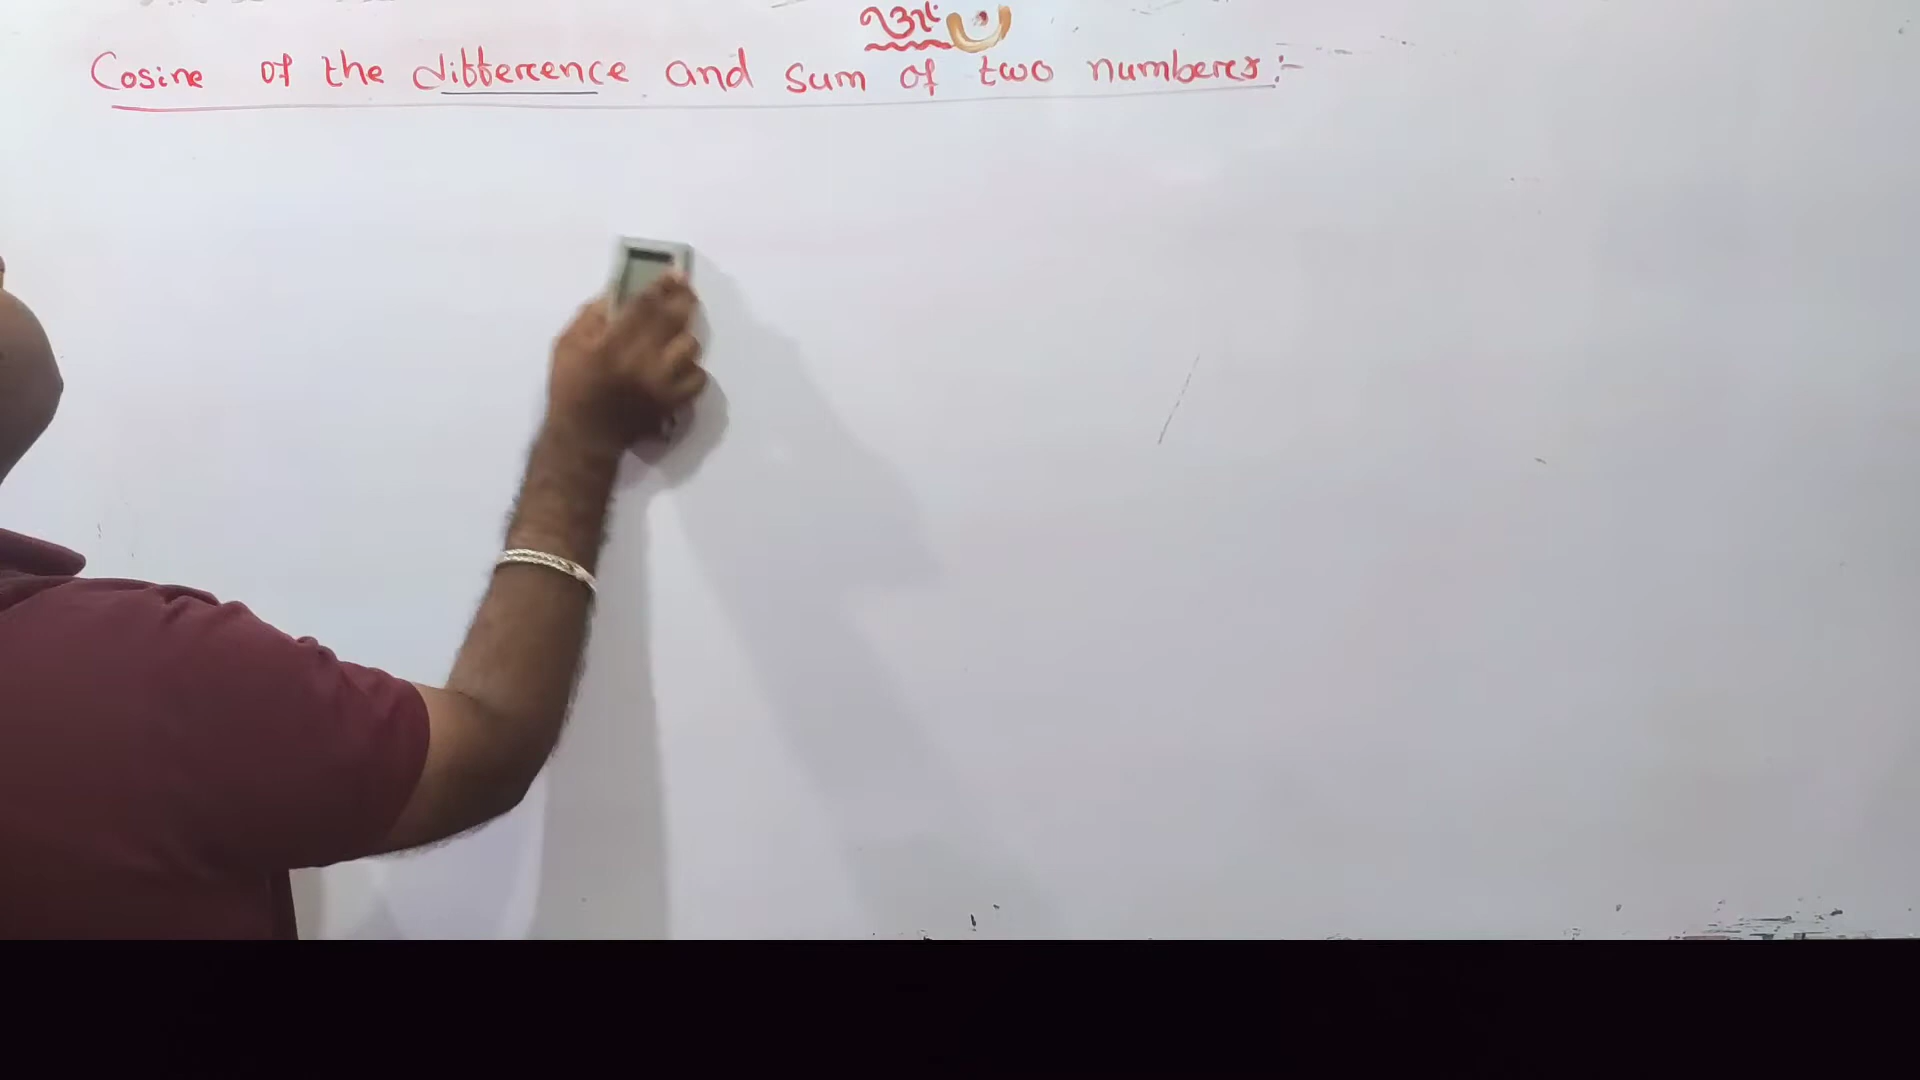 Cosine of the difference and sum of two numbers :-